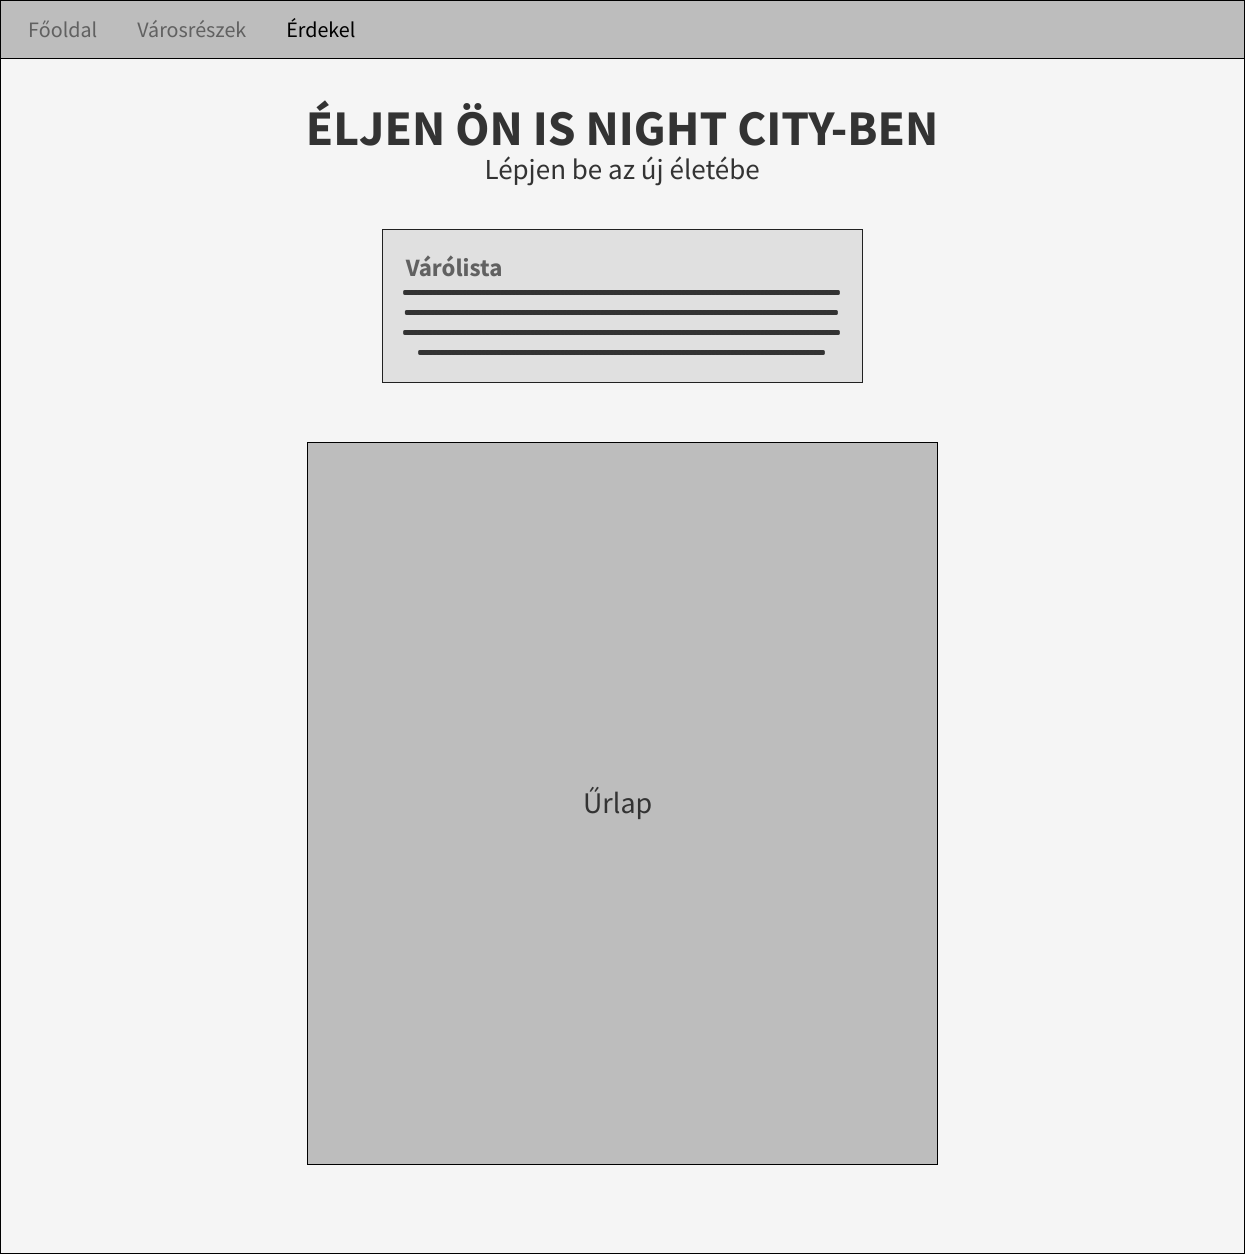 Főoldal Városrészek Érdekel
ÉLJEN ÖN IS NIGHT CITY-BEN
Lépjen be az új életébe
Várólista
Űrlap